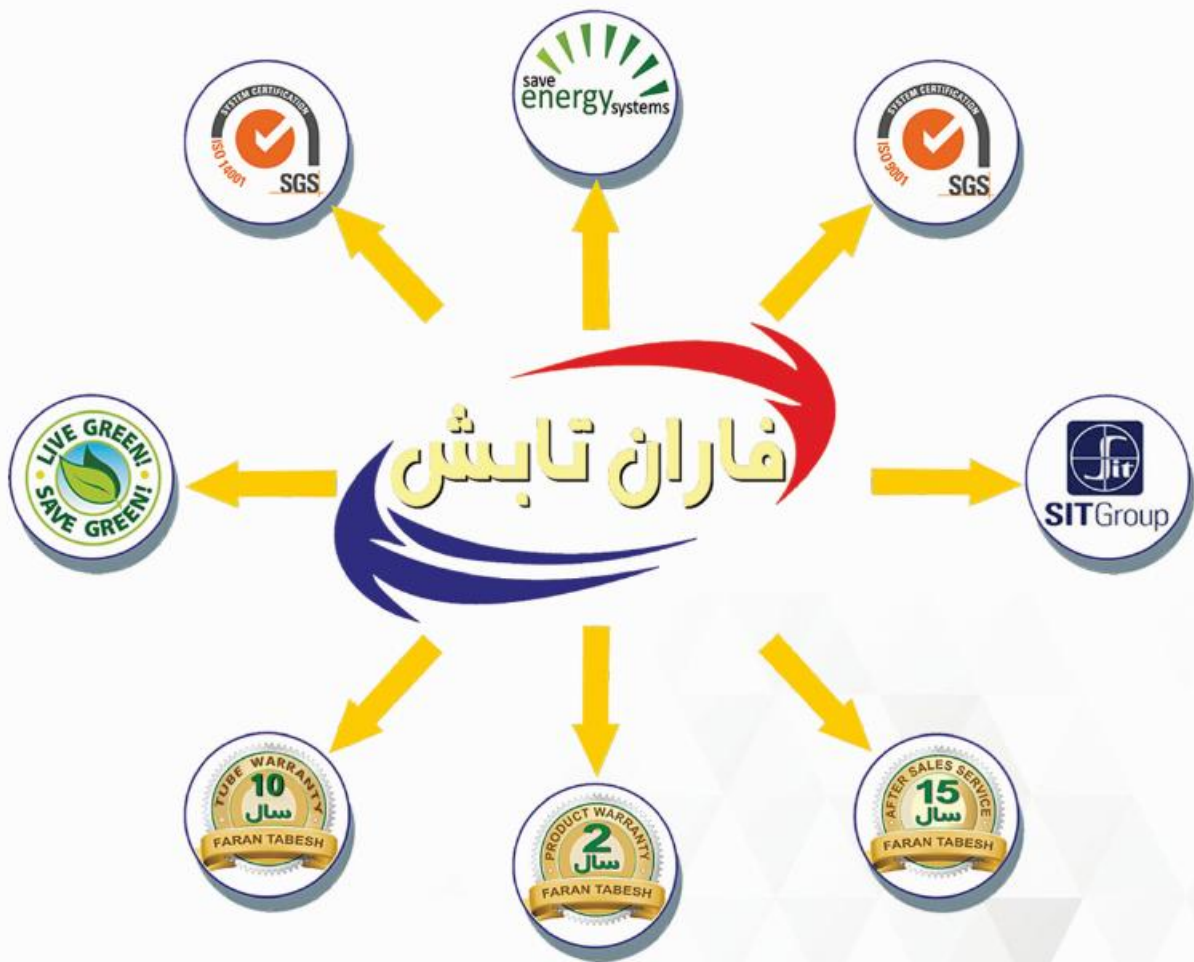 save
energy systems
SYSTEM CERTIFICATION
ISO 14001
SGS
SYSTEM CERTIFICATION
ISO 9001
SGS
فاران تابش
LIVE GREEN!
SAVE GREEN!
Sit
SIT Group
TUBE WARRANTY
10
سال
FARAN TABESH
PRODUCT WARRANTY
2
سال
FARAN TABESH
AFTER SALES SERVICE
15
سال
FARAN TABESH